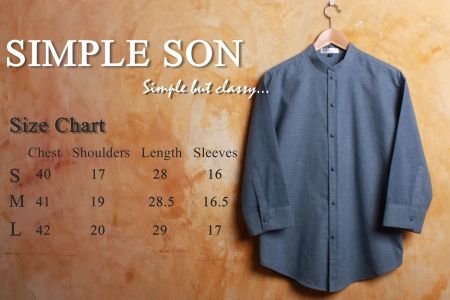 SIMPLE SON
Simple but classy...
Size Chart
Chest Shoulders Length Sleeves
S 40 17 28 16
M 41 19 28.5 16.5
L 42 20 29 17